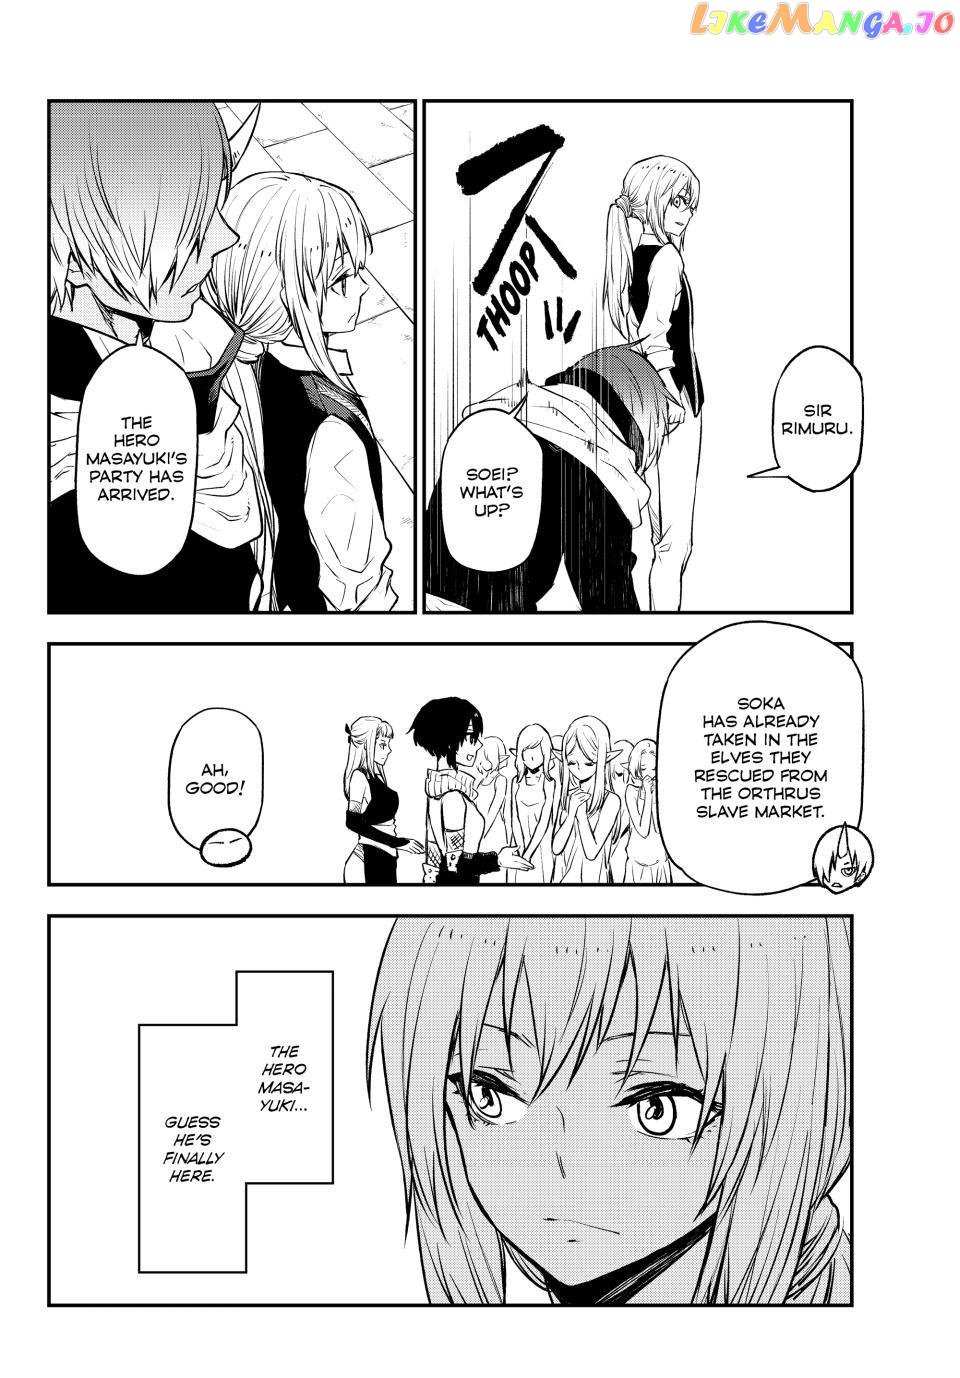 LIKEMANGA.IO
SIR
RIMURU.
フ
THOOP
SOEI?
WHAT'S
UP?
THE
HERO
MASAYUKI'S
PARTY HAS
ARRIVED.
SOKA
HAS ALREADY
TAKEN IN THE
ELVES THEY
RESCUED FROM
THE ORTHRUS
SLAVE MARKET.
AH,
GOOD!
THE
HERO
MASA-
YUKI...
GUESS
HE'S
FINALLY
HERE.